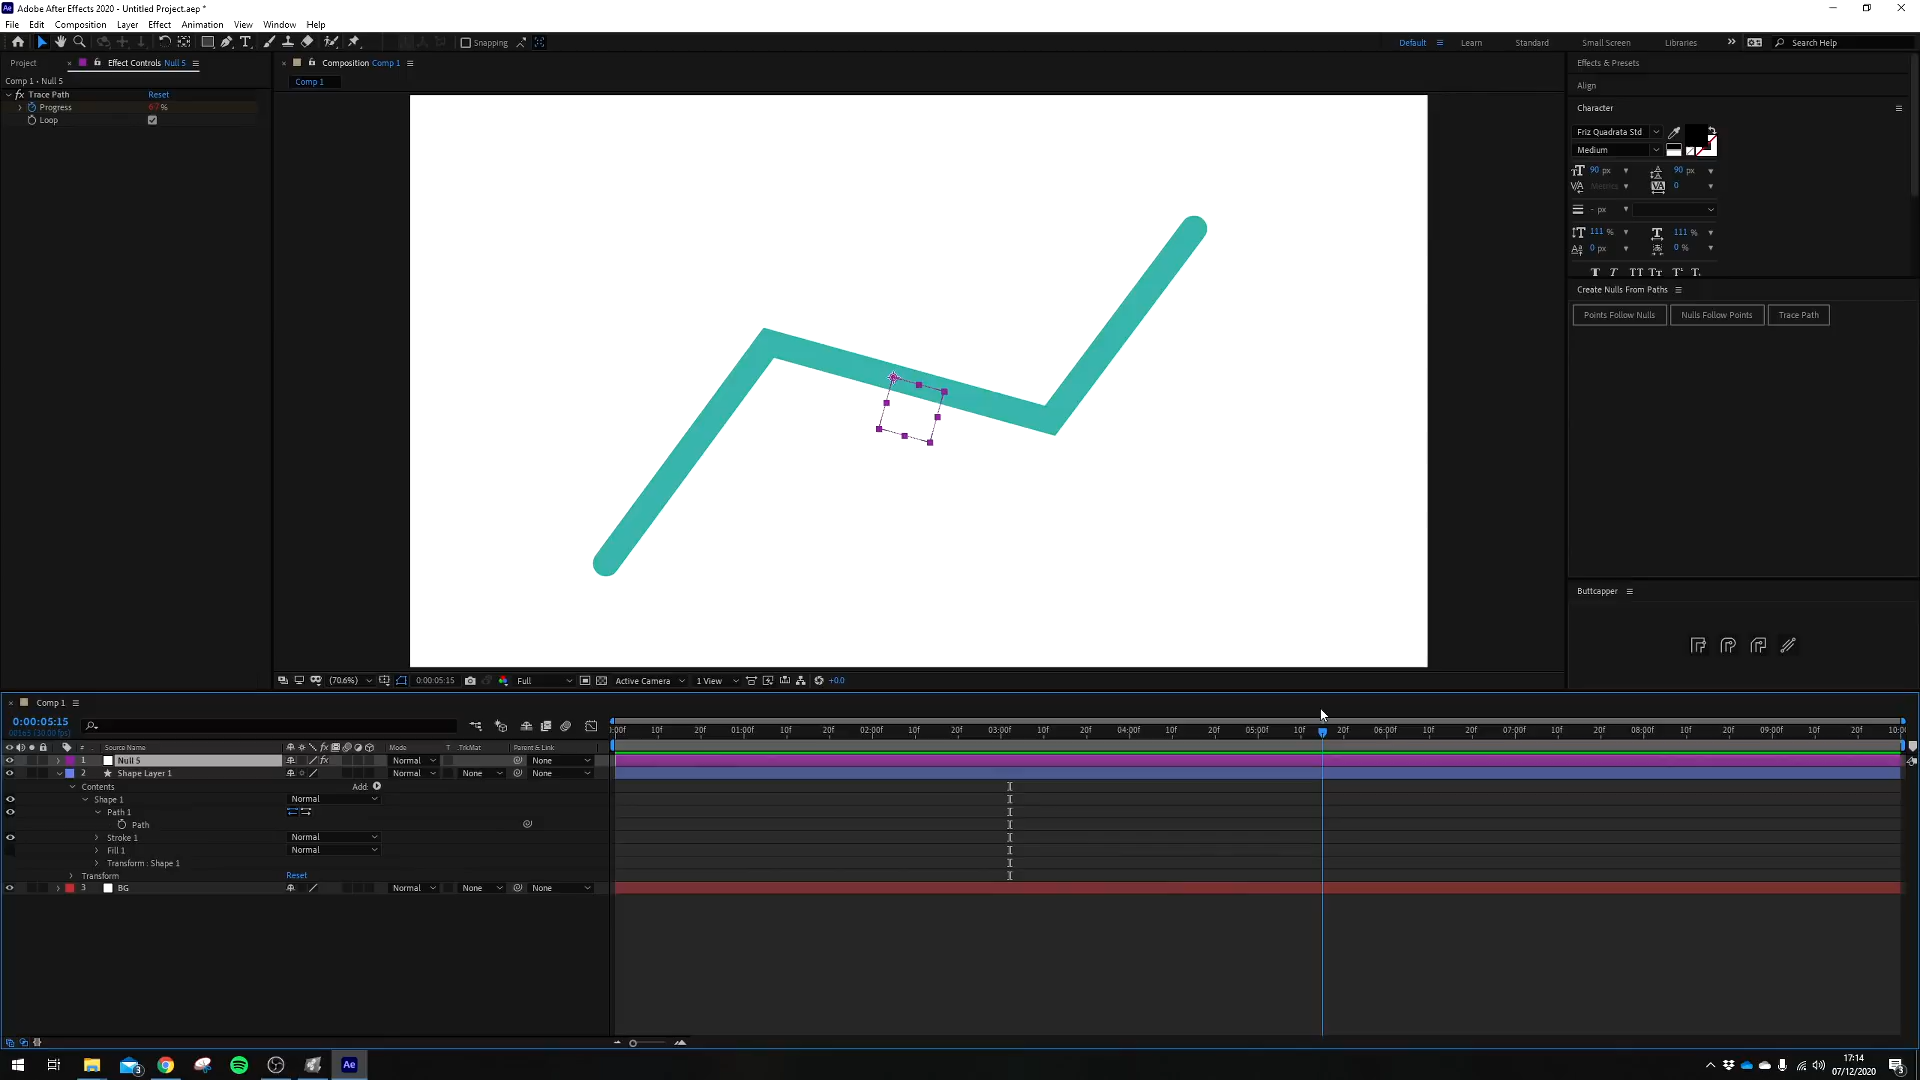 Adobe After Effects 2020 - Untitled Project.aep *
File Edit Composition Layer Effect Animation View Window Help
Snapping
Default Learn Standard Small Screen Libraries Search Help
Project Effect Controls Null 5
Composition Comp 1
Effects & Presets
Comp 1 • Null 5
Comp 1
Align
fx Trace Path Reset
Progress 67 %
Loop
Character
Friz Quadrata Std
Medium
90 px 90 px
Metrics 0
- px
111 % 111 %
0 px 0 %
T T TT TT T' T,
Create Nulls From Paths
Points Follow Nulls Nulls Follow Points Trace Path
Buttcapper
(70.6%) 0:00:05:15 Full Active Camera 1 View +0.0
Comp 1
0:00:05:15
00165 (30.00 fps)
:00f 10f 20f 01:00f 10f 20f 02:00f 10f 20f 03:00f 10f 20f 04:00f 10f 20f 05:00f 10f 20f 06:00f 10f 20f 07:00f 10f 20f 08:00f 10f 20f 09:00f 10f 20f 10:00
# Source Name Mode T .TrkMat Parent & Link
1 Null 5 Normal None
2 Shape Layer 1 Normal None None
Contents Add:
Shape 1 Normal
Path 1
Path
Stroke 1 Normal
Fill 1 Normal
Transform : Shape 1
Transform Reset
3 BG Normal None None
3
Ae
17:14
07/12/2020
3